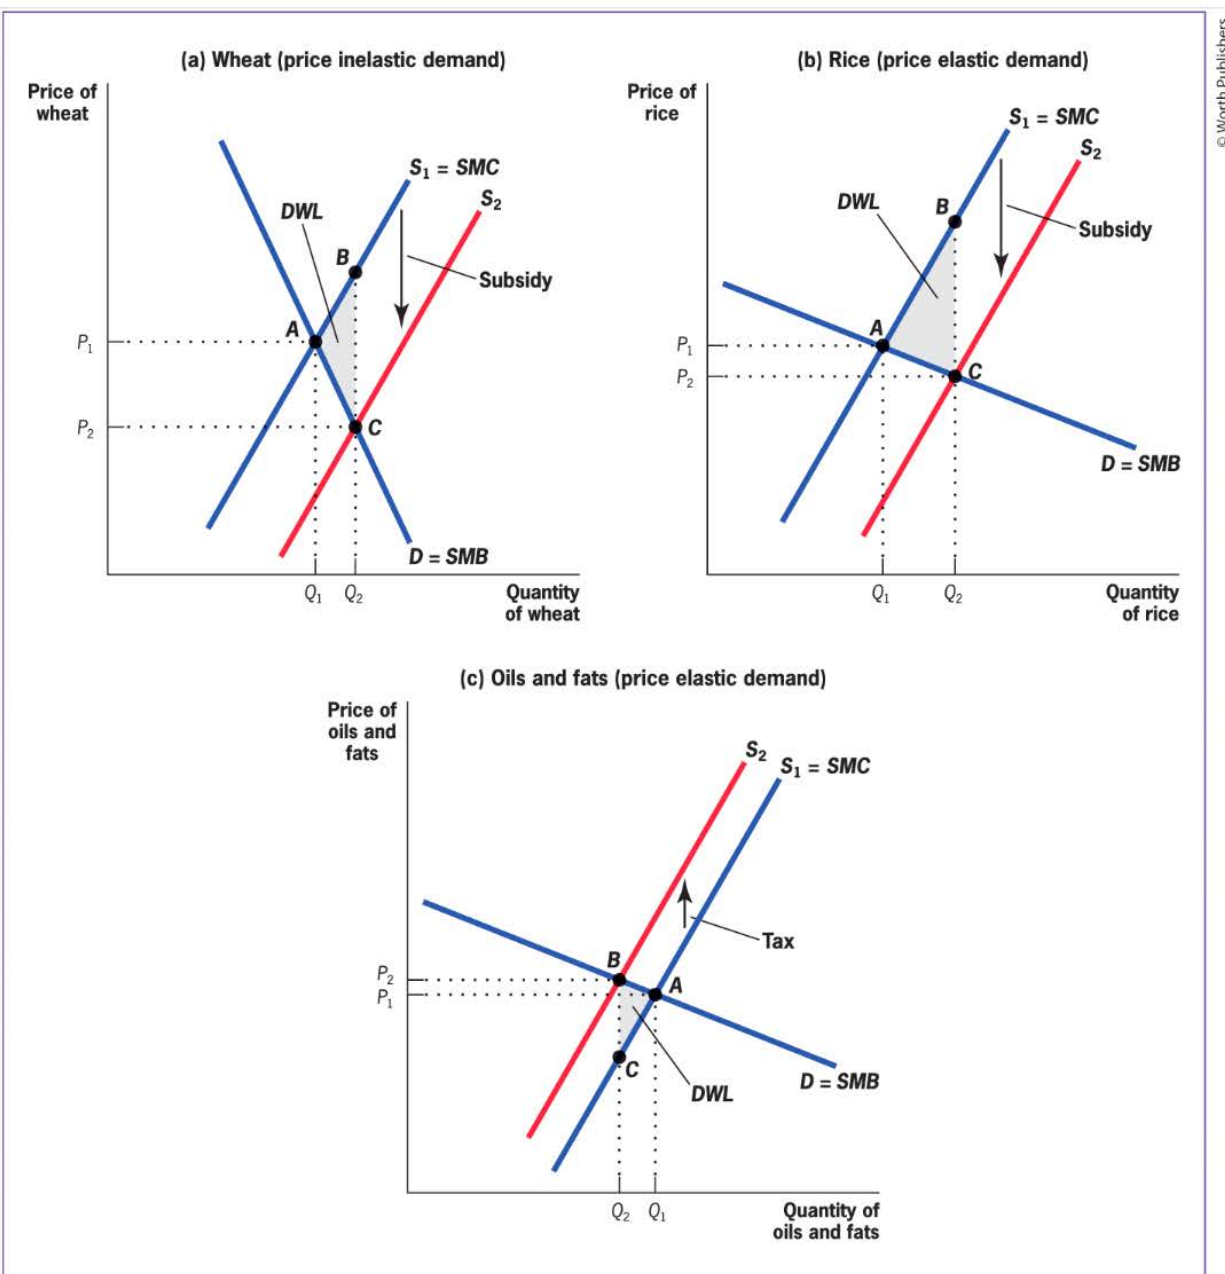 (a) Wheat (price inelastic demand)
Price of
wheat
S₁ = SMC
S₂
DWL
B
Subsidy
A
P₁
P₂
C
D = SMB
Q₁ Q₂
Quantity
of wheat
(b) Rice (price elastic demand)
Price of
rice
S₁ = SMC
S₂
DWL
B
Subsidy
A
P₁
P₂
C
D = SMB
Q₁ Q₂
Quantity
of rice
© Worth Publishers
(c) Oils and fats (price elastic demand)
Price of
oils and
fats
S₂
S₁ = SMC
Tax
B
P₂
P₁
A
C
D = SMB
DWL
Q₂ Q₁
Quantity of
oils and fats